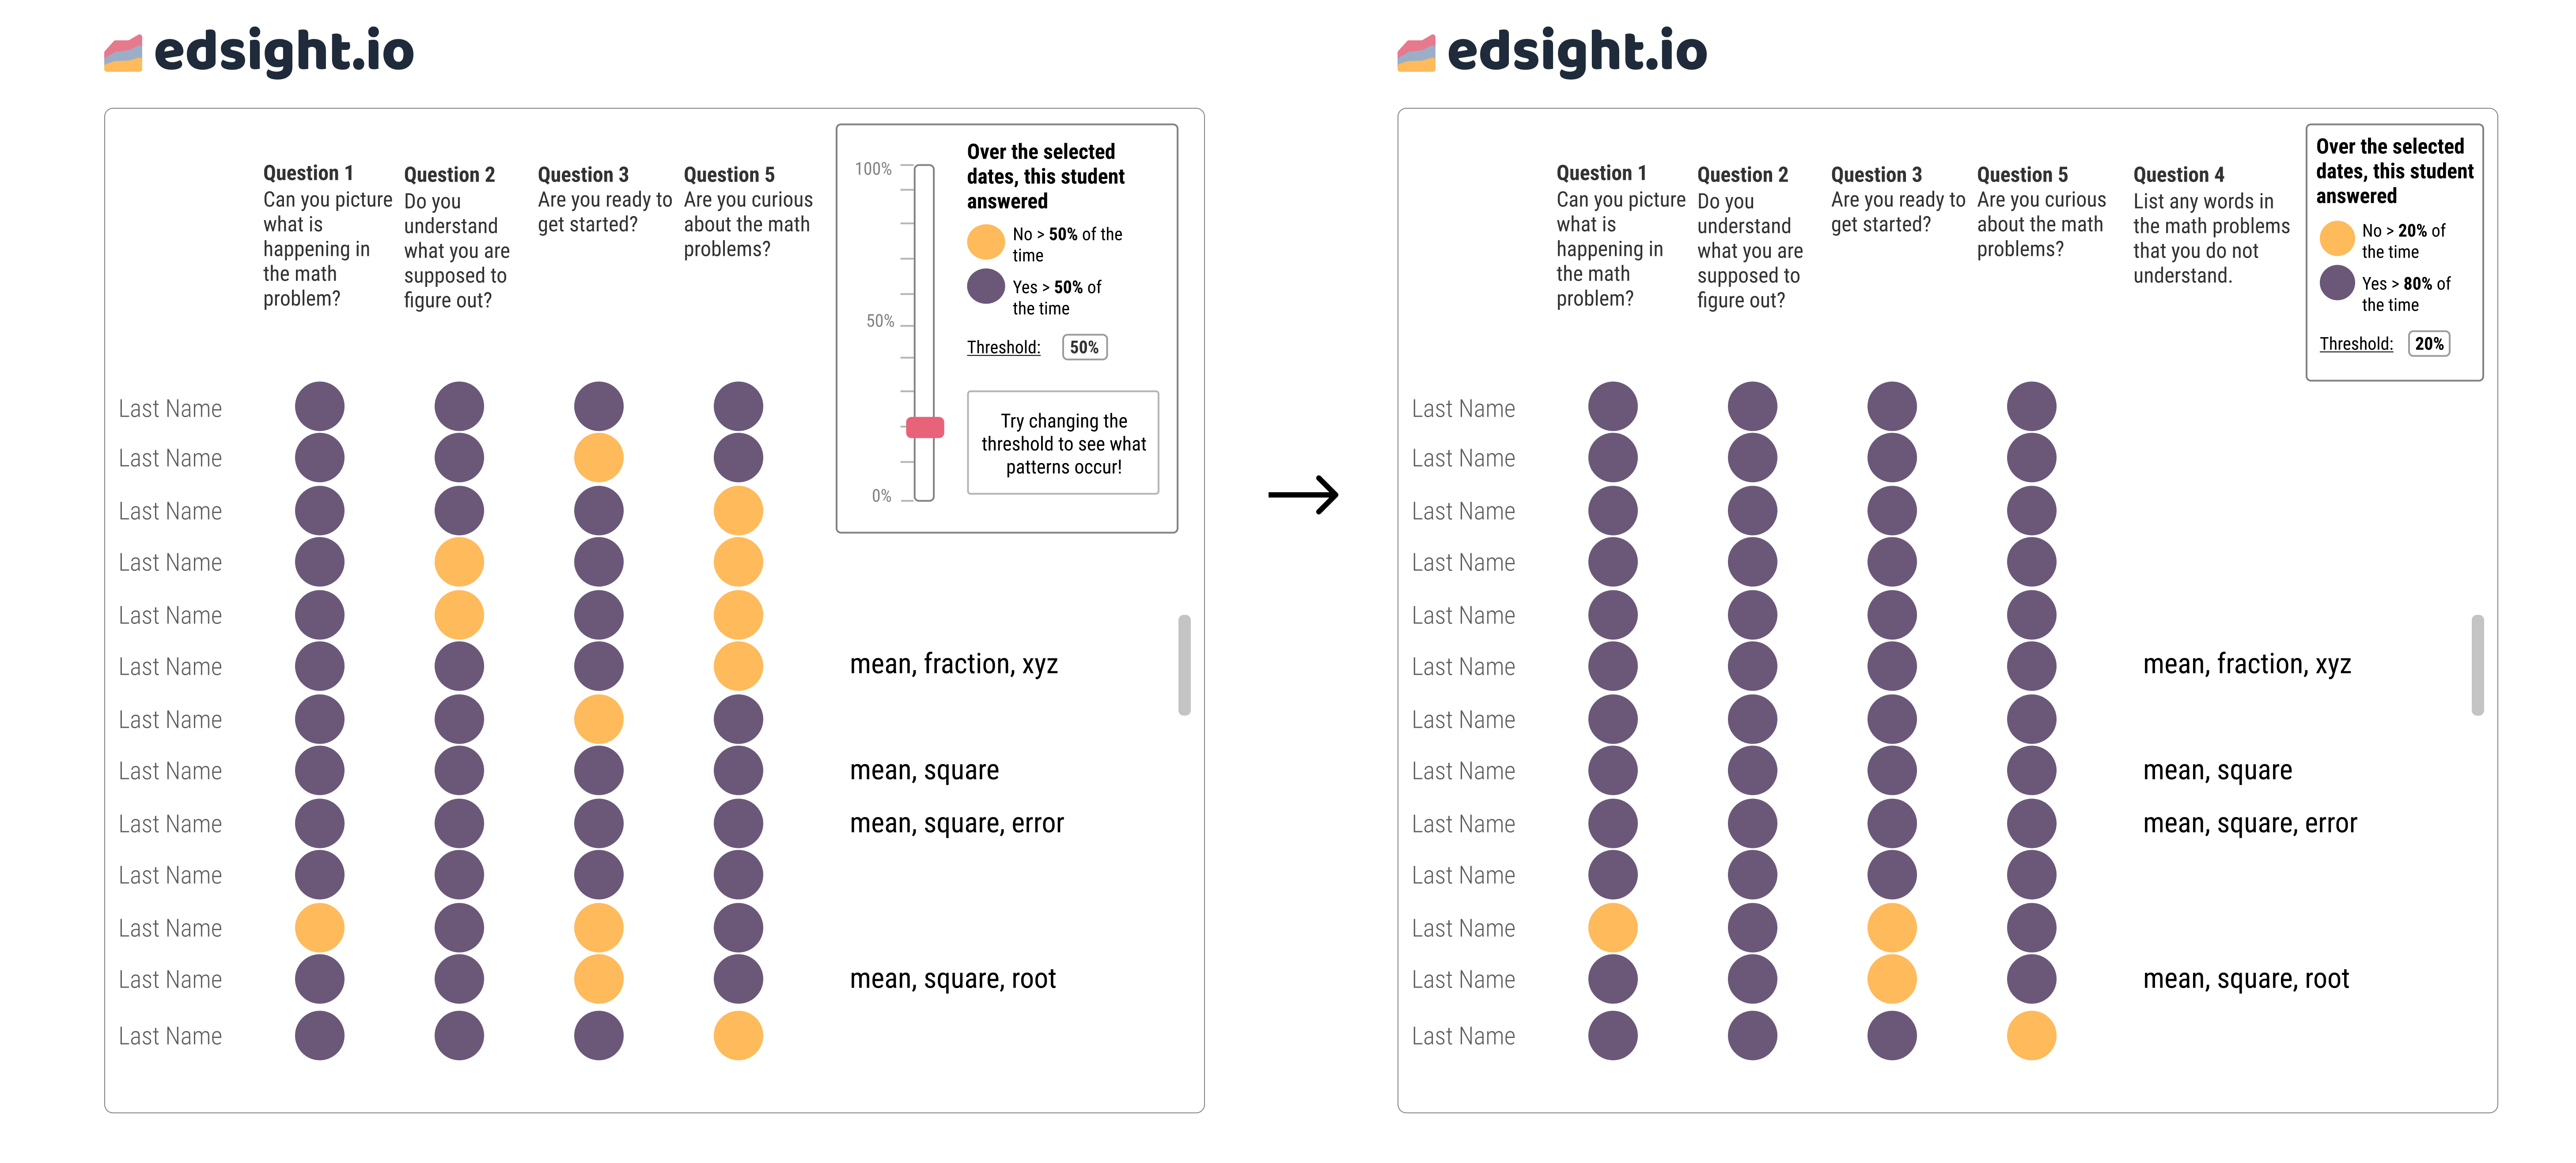 edsight.io
Question 1
Can you picture
what is
happening in
the math
problem?
Question 2
Do you
understand
what you are
supposed to
figure out?
Question 3
Are you ready to
get started?
Question 5
Are you curious
about the math
problems?
100%
50%
0%
Over the selected
dates, this student
answered
No > 50% of the
time
Yes > 50% of
the time
Threshold: 50%
Try changing the
threshold to see what
patterns occur!
Last Name
Last Name
Last Name
Last Name
Last Name
Last Name mean, fraction, xyz
Last Name
Last Name mean, square
Last Name mean, square, error
Last Name
Last Name
Last Name mean, square, root
Last Name
edsight.io
Question 1
Can you picture
what is
happening in
the math
problem?
Question 2
Do you
understand
what you are
supposed to
figure out?
Question 3
Are you ready to
get started?
Question 5
Are you curious
about the math
problems?
Question 4
List any words in
the math problems
that you do not
understand.
Over the selected
dates, this student
answered
No > 20% of
the time
Yes > 80% of
the time
Threshold: 20%
Last Name
Last Name
Last Name
Last Name
Last Name
Last Name mean, fraction, xyz
Last Name
Last Name mean, square
Last Name mean, square, error
Last Name
Last Name
Last Name mean, square, root
Last Name